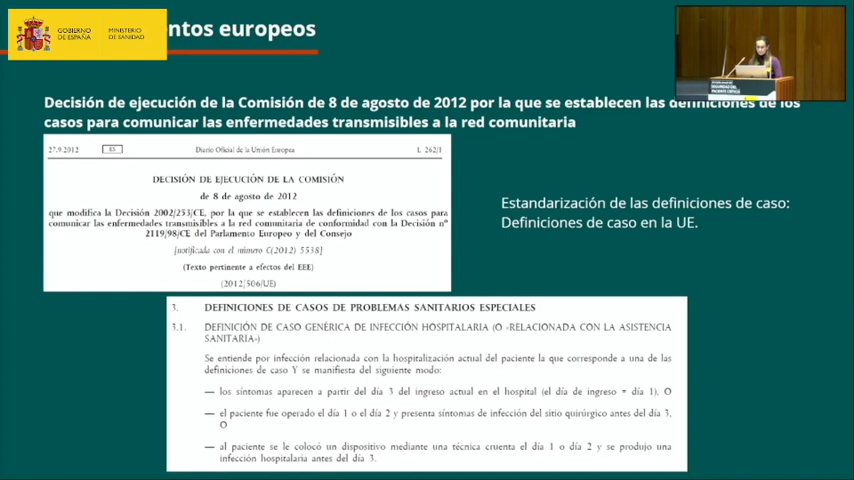 GOBIERNO
DE ESPAÑA
MINISTERIO
DE SANIDAD
entos europeos
Decisión de ejecución de la Comisión de 8 de agosto de 2012 por la que se establecen las definiciones de los
casos para comunicar las enfermedades transmisibles a la red comunitaria
27.9.2012
ES
Diario Oficial de la Unión Europea
L 262/1
DECISIÓN DE EJECUCIÓN DE LA COMISIÓN
de 8 de agosto de 2012
que modifica la Decisión 2002/253/CE, por la que se establecen las definiciones de los casos para
comunicar las enfermedades transmisibles a la red comunitaria de conformidad con la Decisión nº
2119/98/CE del Parlamento Europeo y del Consejo
[notificada con el número C(2012) 5538]
(Texto pertinente a efectos del EEE)
(2012/506/UE)
Estandarización de las definiciones de caso:
Definiciones de caso en la UE.
3. DEFINICIONES DE CASOS DE PROBLEMAS SANITARIOS ESPECIALES
3.1. DEFINICIÓN DE CASO GENÉRICA DE INFECCIÓN HOSPITALARIA (O «RELACIONADA CON LA ASISTENCIA
SANITARIA»)
Se entiende por infección relacionada con la hospitalización actual del paciente la que corresponde a una de las
definiciones de caso Y se manifiesta del siguiente modo:
— los síntomas aparecen a partir del día 3 del ingreso actual en el hospital (el día de ingreso = día 1), O
— el paciente fue operado el día 1 o el día 2 y presenta síntomas de infección del sitio quirúrgico antes del día 3,
O
— al paciente se le colocó un dispositivo mediante una técnica cruenta el día 1 o día 2 y se produjo una
infección hospitalaria antes del día 3.